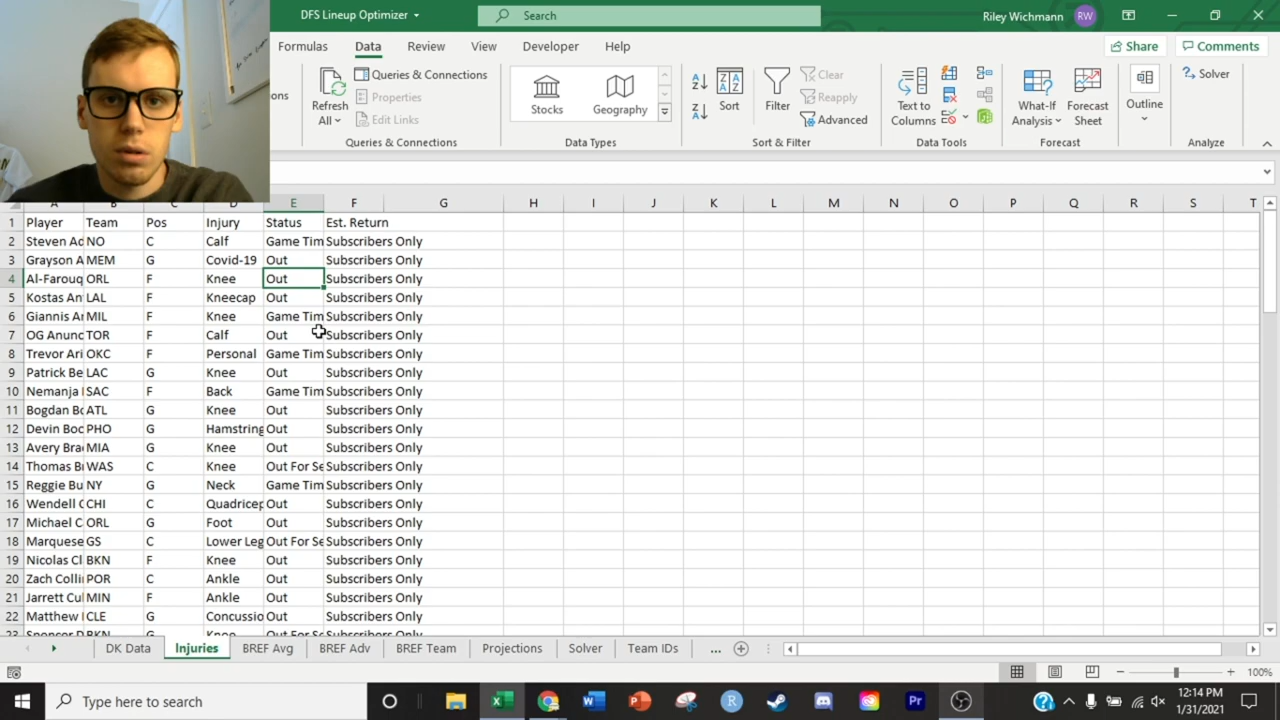 DFS Lineup Optimizer
Search
Riley Wichmann RW
Formulas Data Review View Developer Help
Share Comments
ons
Refresh All
Queries & Connections
Properties
Edit Links
Queries & Connections
Stocks
Geography
Data Types
Sort
Filter
Clear
Reapply
Advanced
Sort & Filter
Text to Columns
Data Tools
What-If Analysis
Forecast Sheet
Forecast
Outline
Solver
Analyze
A B C D E F G H I J K L M N O P Q R S T
1 Player Team Pos Injury Status Est. Return
2 Steven Ad NO C Calf Game Tim Subscribers Only
3 Grayson A MEM G Covid-19 Out Subscribers Only
4 Al-Farouq ORL F Knee Out Subscribers Only
5 Kostas An LAL F Kneecap Out Subscribers Only
6 Giannis Ar MIL F Knee Game Tim Subscribers Only
7 OG Anuno TOR F Calf Out Subscribers Only
8 Trevor Ari OKC F Personal Game Tim Subscribers Only
9 Patrick Be LAC G Knee Out Subscribers Only
10 Nemanja SAC F Back Game Tim Subscribers Only
11 Bogdan Bo ATL G Knee Out Subscribers Only
12 Devin Boo PHO G Hamstring Out Subscribers Only
13 Avery Bra MIA G Knee Out Subscribers Only
14 Thomas Br WAS C Knee Out For Se Subscribers Only
15 Reggie Bu NY G Neck Game Tim Subscribers Only
16 Wendell C CHI C Quadricep Out Subscribers Only
17 Michael C ORL G Foot Out Subscribers Only
18 Marquese GS C Lower Leg Out For Se Subscribers Only
19 Nicolas Cl BKN F Knee Out Subscribers Only
20 Zach Colli POR C Ankle Out Subscribers Only
21 Jarrett Cul MIN F Ankle Out Subscribers Only
22 Matthew CLE G Concussio Out Subscribers Only
23 Spencer D BKN G Knee Out For Se Subscribers Only
DK Data Injuries BREF Avg BREF Adv BREF Team Projections Solver Team IDs ...
100%
Type here to search
12:14 PM
1/31/2021